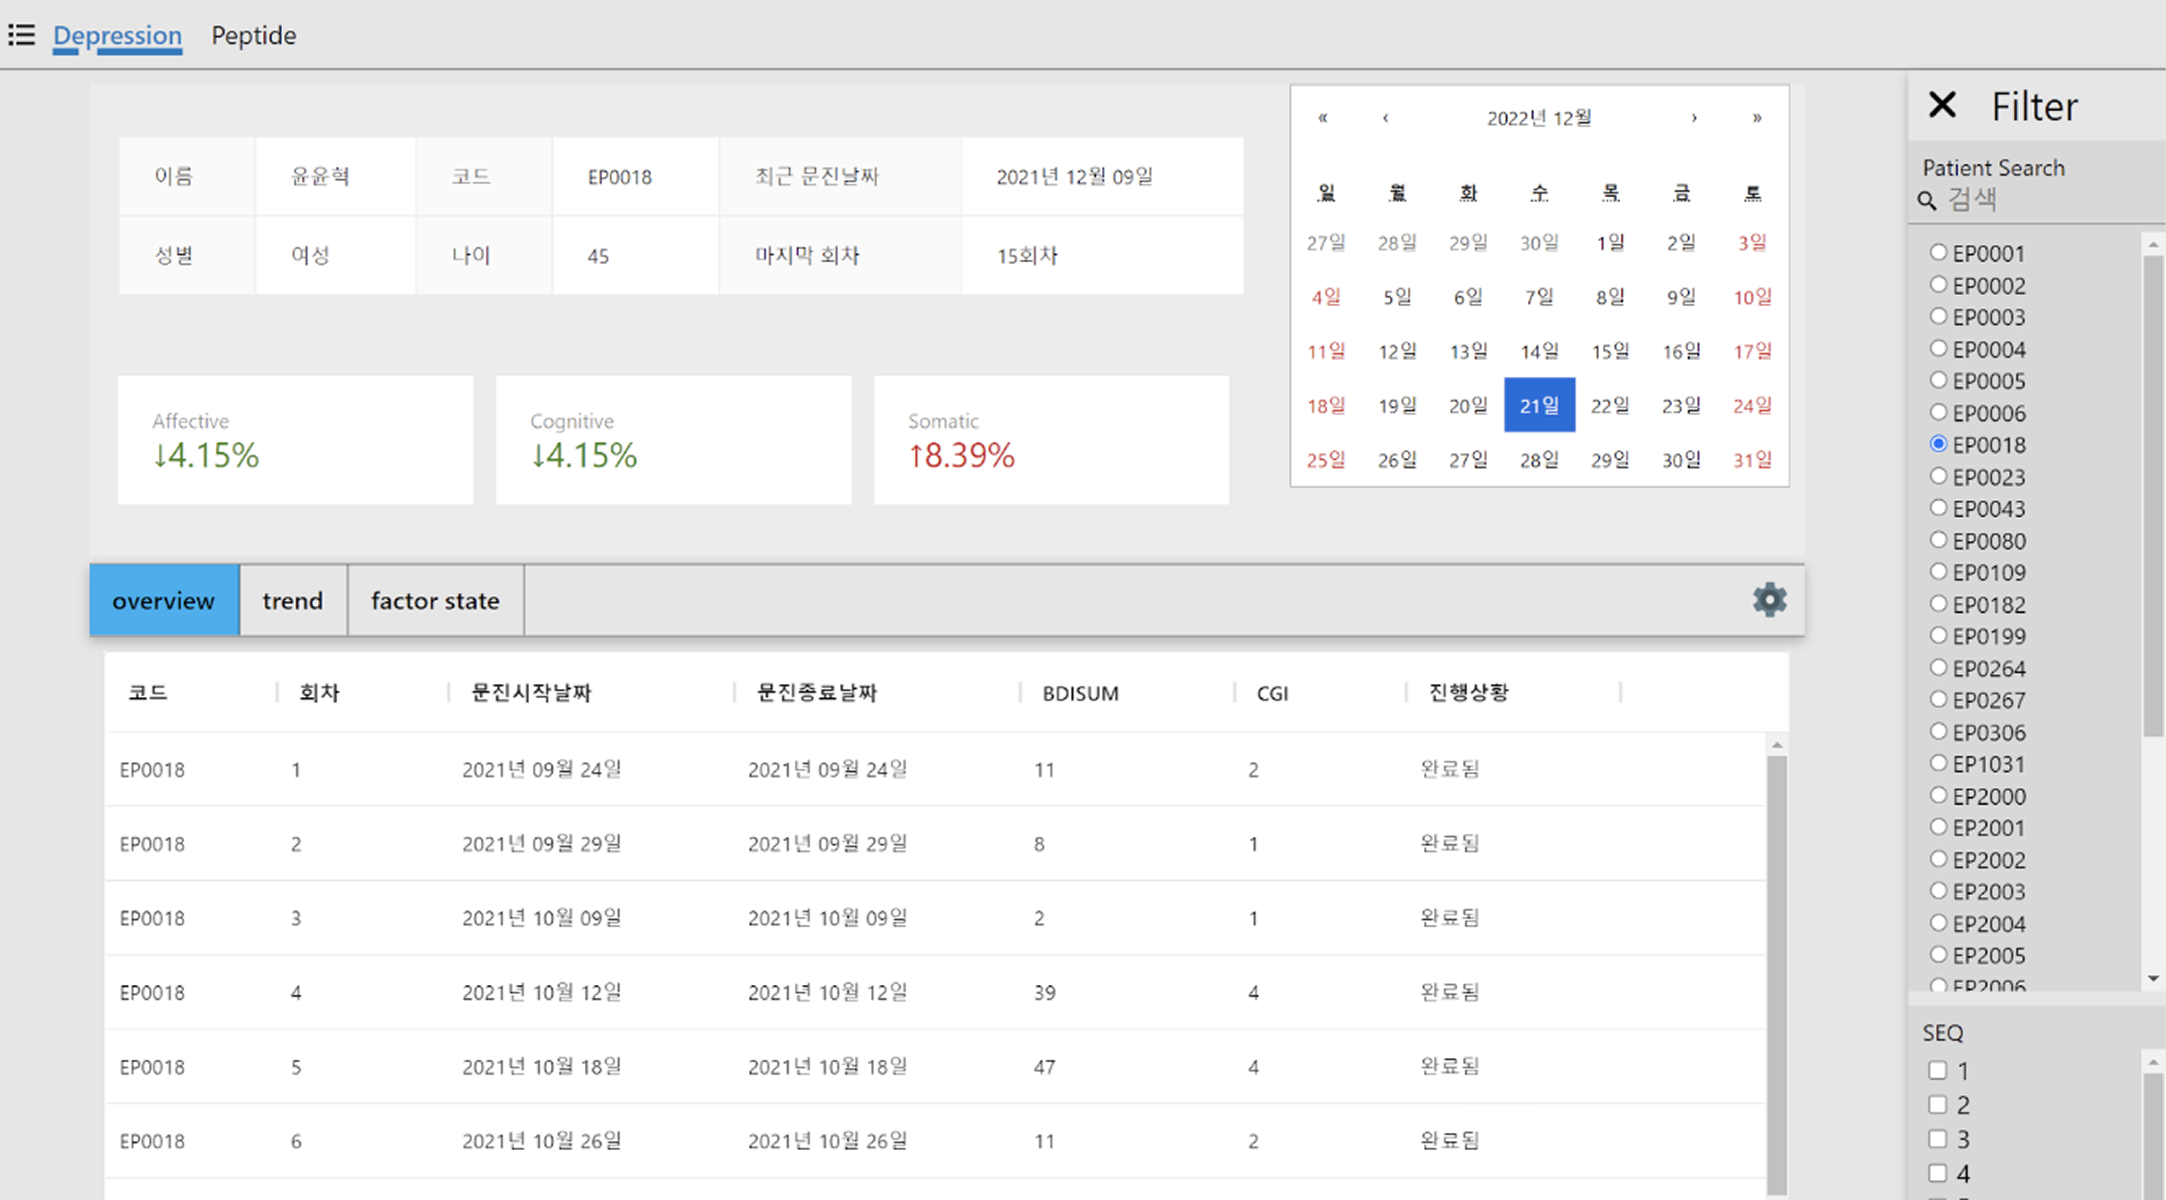 Depression Peptide
이름 윤윤혁 코드 EP0018 최근 문진날짜 2021년 12월 09일
성별 여성 나이 45 마지막 회차 15회차
Affective
↓4.15%
Cognitive
↓4.15%
Somatic
↑8.39%
« ‹ 2022년 12월 › »
일 월 화 수 목 금 토
27일 28일 29일 30일 1일 2일 3일
4일 5일 6일 7일 8일 9일 10일
11일 12일 13일 14일 15일 16일 17일
18일 19일 20일 21일 22일 23일 24일
25일 26일 27일 28일 29일 30일 31일
overview trend factor state
코드 회차 문진시작날짜 문진종료날짜 BDISUM CGI 진행상황
EP0018 1 2021년 09월 24일 2021년 09월 24일 11 2 완료됨
EP0018 2 2021년 09월 29일 2021년 09월 29일 8 1 완료됨
EP0018 3 2021년 10월 09일 2021년 10월 09일 2 1 완료됨
EP0018 4 2021년 10월 12일 2021년 10월 12일 39 4 완료됨
EP0018 5 2021년 10월 18일 2021년 10월 18일 47 4 완료됨
EP0018 6 2021년 10월 26일 2021년 10월 26일 11 2 완료됨
Filter
Patient Search
검색
EP0001
EP0002
EP0003
EP0004
EP0005
EP0006
EP0018
EP0023
EP0043
EP0080
EP0109
EP0182
EP0199
EP0264
EP0267
EP0306
EP1031
EP2000
EP2001
EP2002
EP2003
EP2004
EP2005
EP2006
SEQ
1
2
3
4